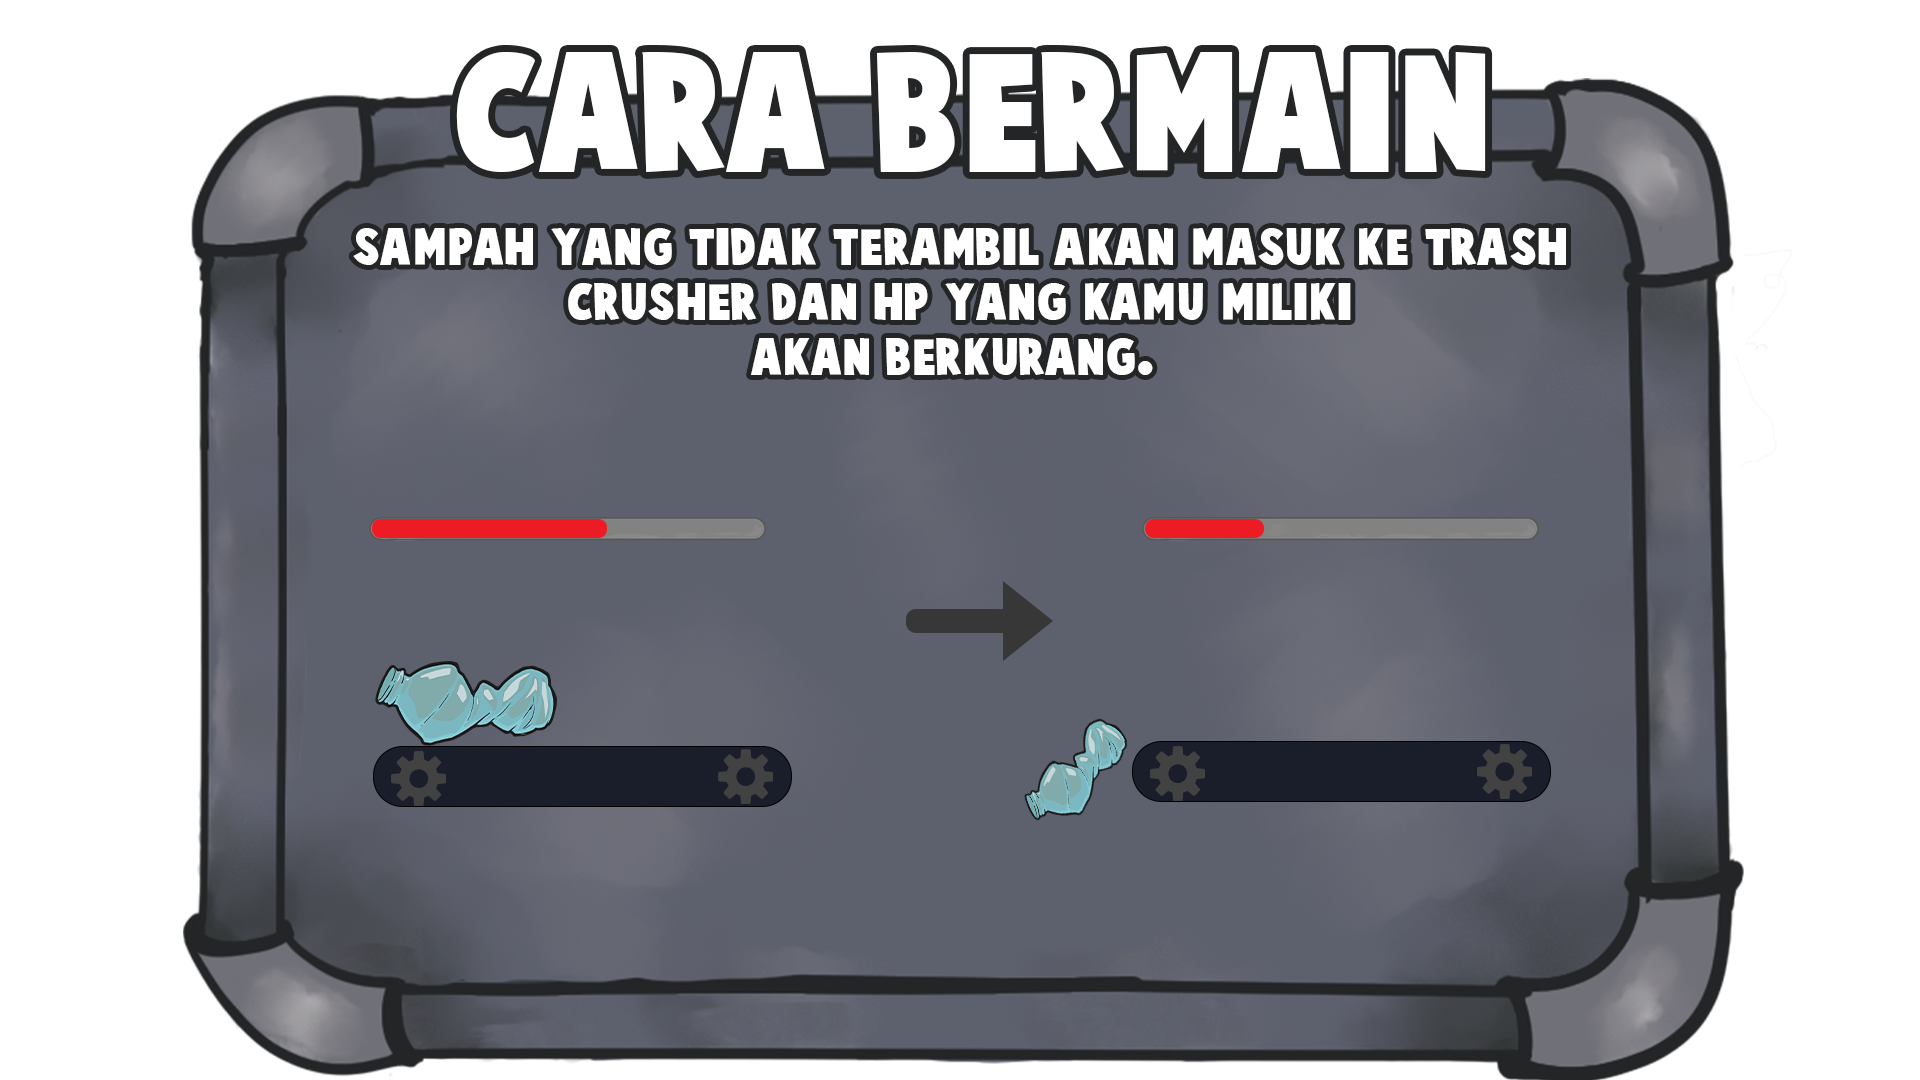 CARA BERMAIN
SAMPAH YANG TIDAK TERAMBIL AKAN MASUK KE TRASH
CRUSHER DAN HP YANG KAMU MILIKI
AKAN BERKURANG.